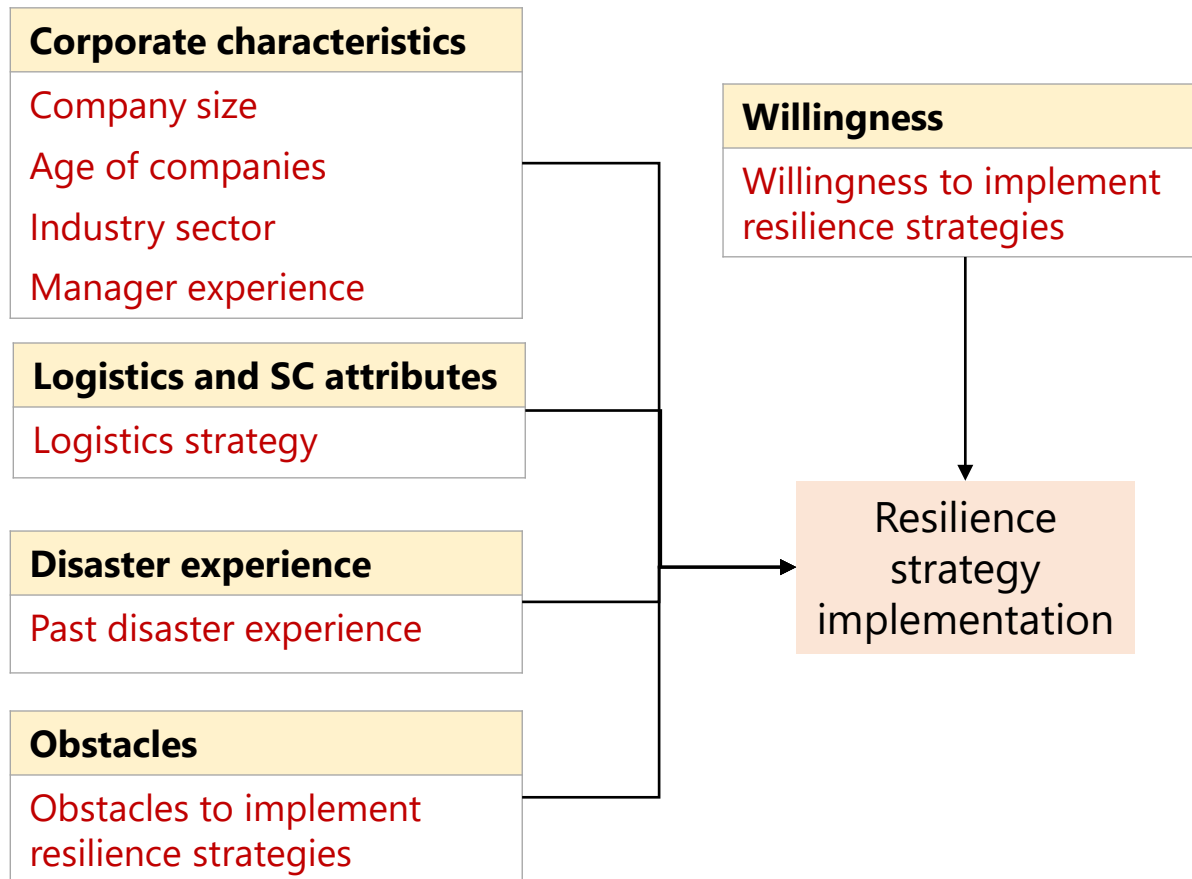 Corporate characteristics
Company size
Age of companies
Industry sector
Manager experience
Logistics and SC attributes
Logistics strategy
Disaster experience
Past disaster experience
Obstacles
Obstacles to implement
resilience strategies
Willingness
Willingness to implement
resilience strategies
Resilience
strategy
implementation